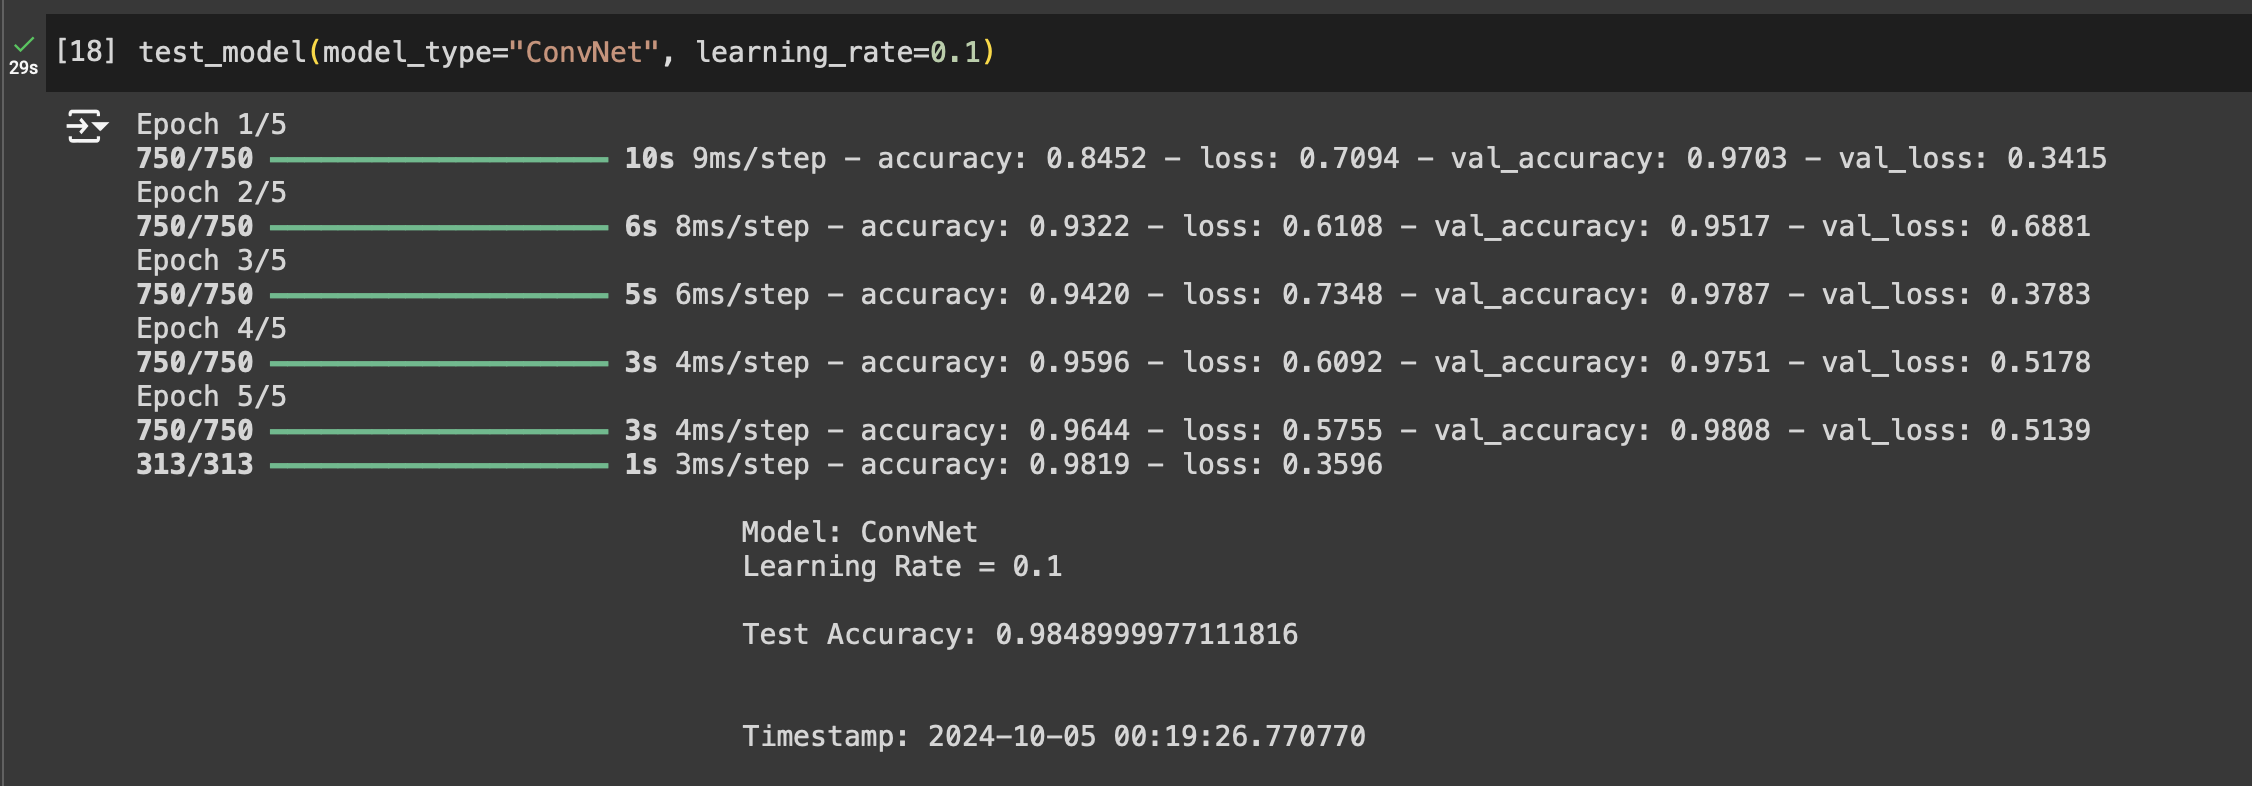 [18] test_model(model_type="ConvNet", learning_rate=0.1)
29s
Epoch 1/5
750/750 ━━━━━━━━━━━━━━━━━━━━ 10s 9ms/step - accuracy: 0.8452 - loss: 0.7094 - val_accuracy: 0.9703 - val_loss: 0.3415
Epoch 2/5
750/750 ━━━━━━━━━━━━━━━━━━━━ 6s 8ms/step - accuracy: 0.9322 - loss: 0.6108 - val_accuracy: 0.9517 - val_loss: 0.6881
Epoch 3/5
750/750 ━━━━━━━━━━━━━━━━━━━━ 5s 6ms/step - accuracy: 0.9420 - loss: 0.7348 - val_accuracy: 0.9787 - val_loss: 0.3783
Epoch 4/5
750/750 ━━━━━━━━━━━━━━━━━━━━ 3s 4ms/step - accuracy: 0.9596 - loss: 0.6092 - val_accuracy: 0.9751 - val_loss: 0.5178
Epoch 5/5
750/750 ━━━━━━━━━━━━━━━━━━━━ 3s 4ms/step - accuracy: 0.9644 - loss: 0.5755 - val_accuracy: 0.9808 - val_loss: 0.5139
313/313 ━━━━━━━━━━━━━━━━━━━━ 1s 3ms/step - accuracy: 0.9819 - loss: 0.3596
Model: ConvNet
Learning Rate = 0.1
Test Accuracy: 0.9848999977111816
Timestamp: 2024-10-05 00:19:26.770770